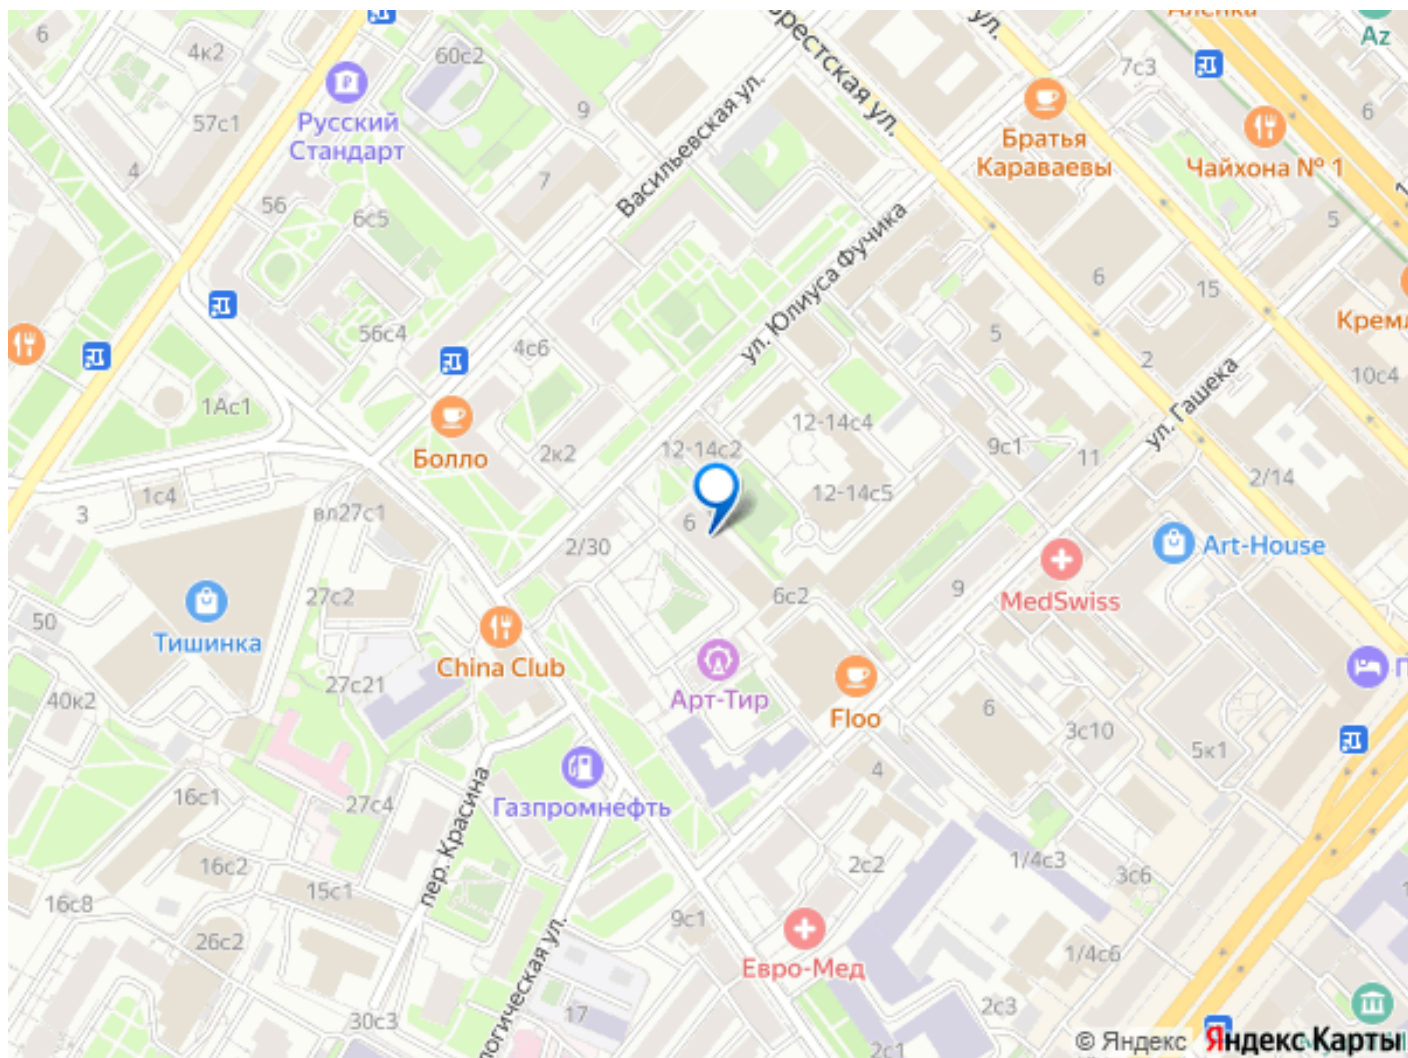 Аленка
Az
6
4к2
60с2
7с3
6
Русский
Стандарт
57с1
9
Васильевская ул.
Брестская ул.
ул.
Братья
Караваевы
Чайхона № 1
4
7
56
6с5
ул. Юлиуса Фучика
5
6
15
56с4
4с6
5
Кремл
2
10с4
1Ас1
ул. Гашека
12-14с4
Болло
2к2
12-14с2
9с1
11
2/14
1с4
3
вл27с1
12-14с5
6
2/30
Art-House
27с2
6с2
9
MedSwiss
50
Тишинка
China Club
27с21
Арт-Тир
Floo
40к2
6
3с10
5к1
4
16с1
27с4
Газпромнефть
пер. Красина
16с2
15с1
2с2
1/4с3
3с6
16с8
9с1
26с2
Евро-Мед
1/4с6
логическая ул.
17
30с3
2с3
2с1
© Яндекс Яндекс Карты